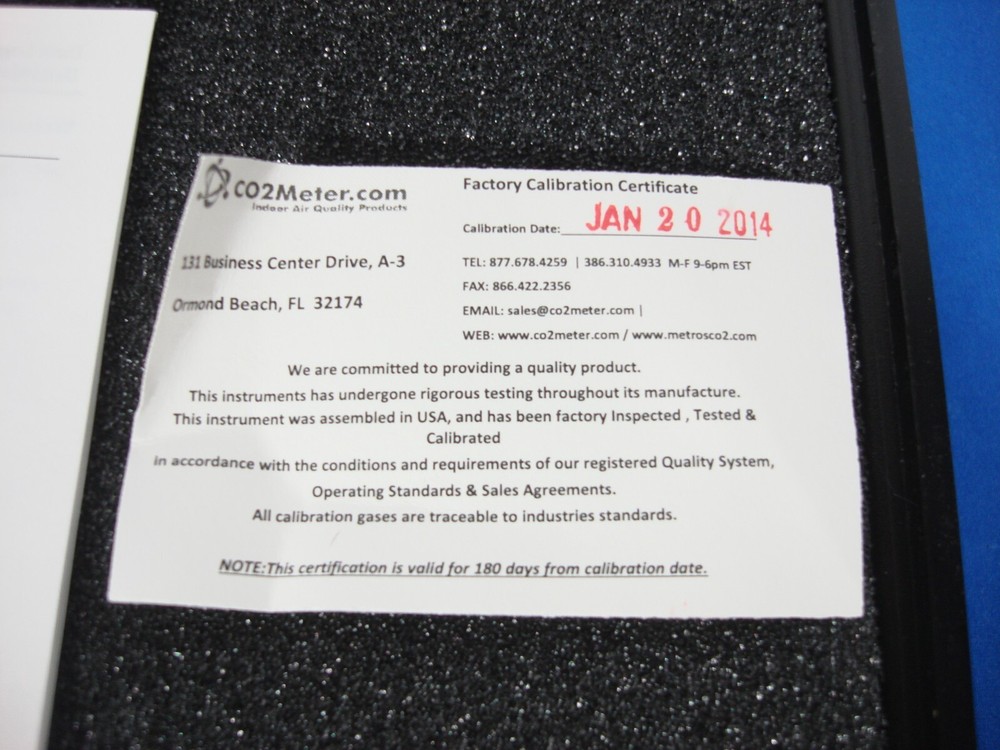 CO2Meter.com
Indoor Air Quality Products
131 Business Center Drive, A-3
Ormond Beach, FL 32174
Factory Calibration Certificate
Calibration Date: JAN 20 2014
TEL: 877.678.4259 | 386.310.4933 M-F 9-6pm EST
FAX: 866.422.2356
EMAIL: sales@co2meter.com |
WEB: www.co2meter.com / www.metrosco2.com
We are committed to providing a quality product.
This instruments has undergone rigorous testing throughout its manufacture.
This instrument was assembled in USA, and has been factory Inspected , Tested &
Calibrated
in accordance with the conditions and requirements of our registered Quality System,
Operating Standards & Sales Agreements.
All calibration gases are traceable to industries standards.
NOTE:This certification is valid for 180 days from calibration date.